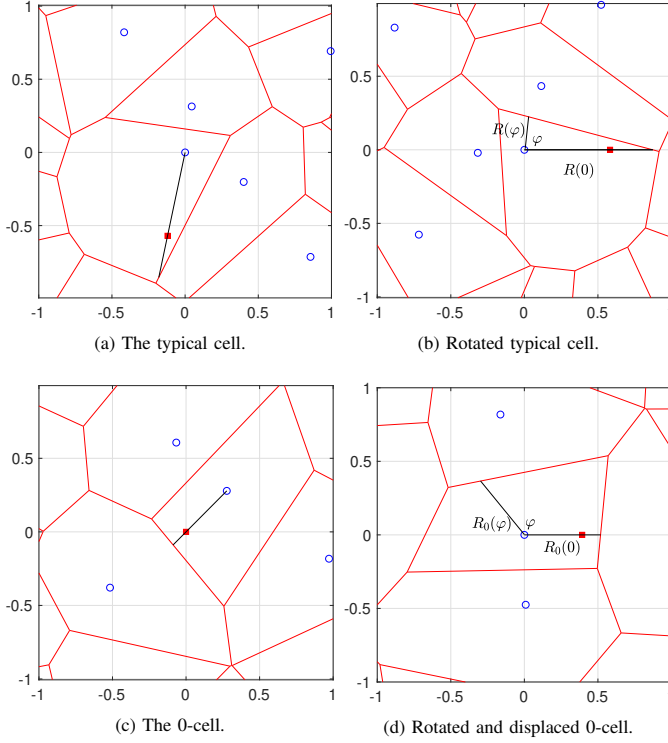 1
0.5
0
-0.5
-1 -0.5 0 0.5 1
(a) The typical cell.
1
0.5
0
-0.5
-1
R(φ)
φ
R(0)
-1 -0.5 0 0.5
(b) Rotated typical cell.
0.5
0
-0.5
-1
-1 -0.5 0 0.5 1
(c) The 0-cell.
1
0.5
0
-0.5
-1
R₀(φ)
φ
R₀(0)
-1 -0.5 0 0.5
(d) Rotated and displaced 0-cell.